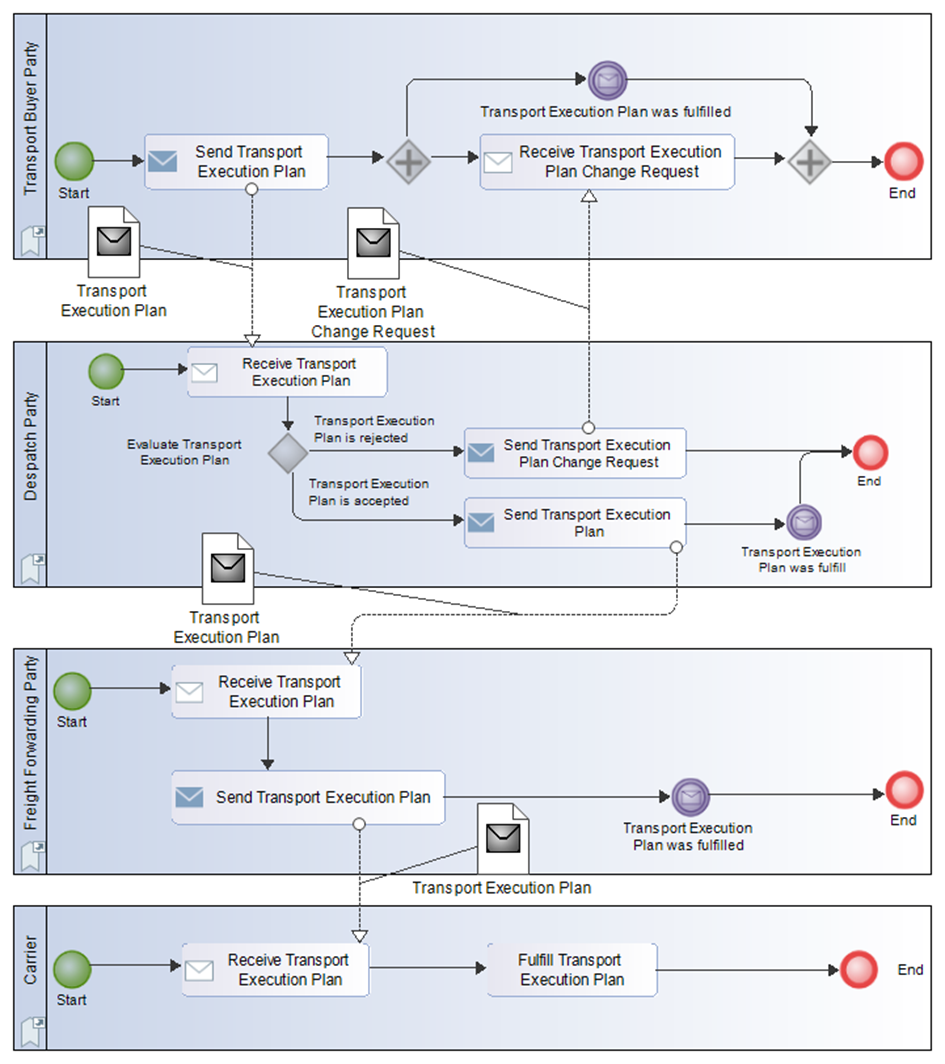 Transport Buyer Party
Transport Execution Plan was fulfilled
Send Transport
Execution Plan
Receive Transport Execution
Plan Change Request
Start
End
Transport
Execution Plan
Transport
Execution Plan
Change Request
Despatch Party
Receive Transport
Execution Plan
Start
Transport Execution
Plan is rejected
Evaluate Transport
Execution Plan
Send Transport Execution
Plan Change Request
End
Transport Execution
Plan is accepted
Send Transport Execution
Plan
Transport Execution
Plan was fulfill
Transport
Execution Plan
Freight Forwarding Party
Receive Transport
Execution Plan
Start
Send Transport Execution Plan
Transport Execution
Plan was fulfilled
End
Transport Execution Plan
Carrier
Receive Transport
Execution Plan
Fulfill Transport
Execution Plan
End
Start